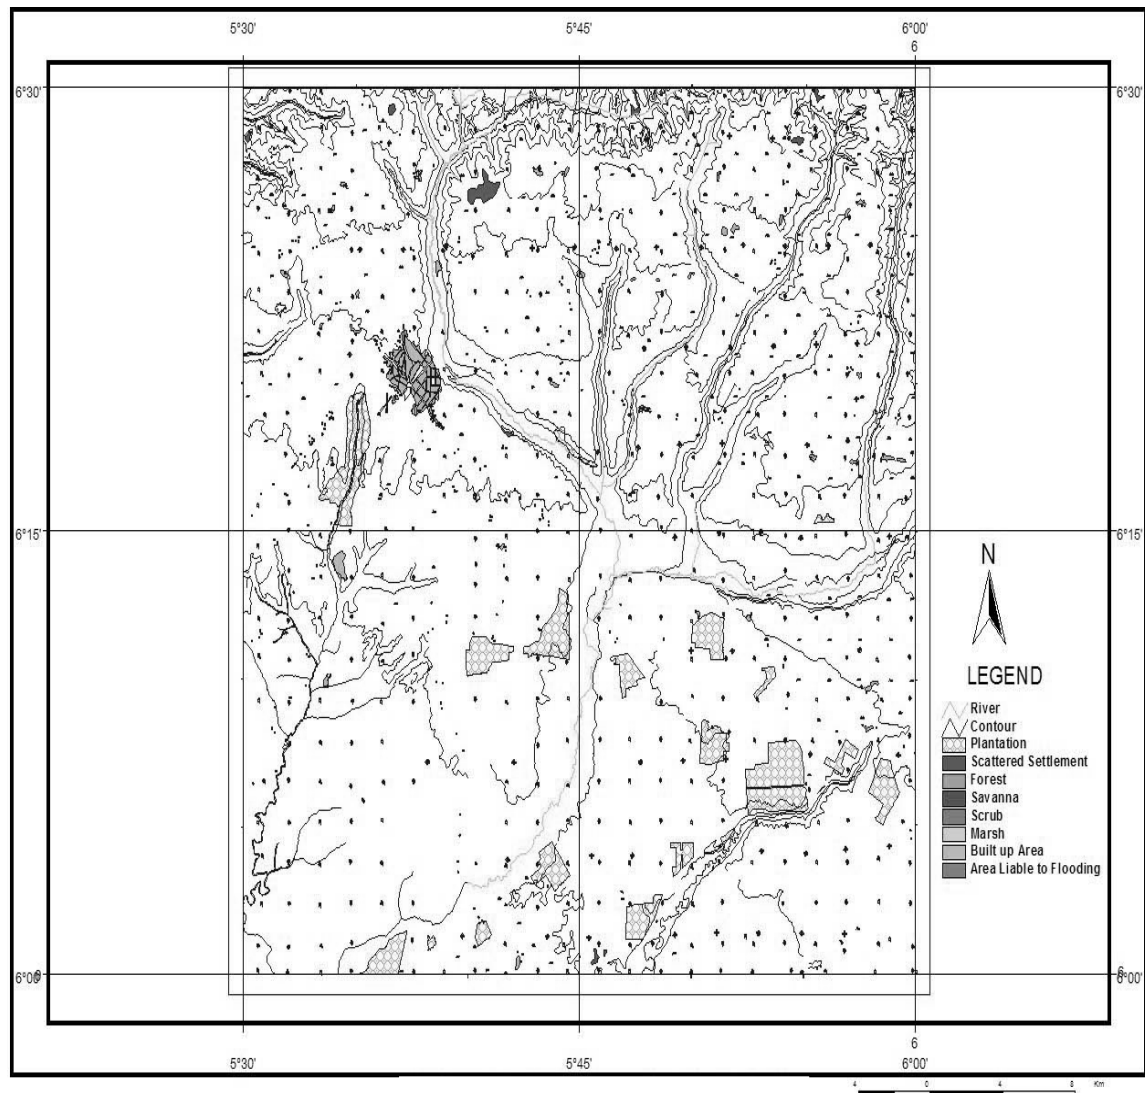 5°30' 5°45' 6°00'
6
6°30' 6°30'
6°15' 6°15'
N
LEGEND
River
Contour
Plantation
Scattered Settlement
Forest
Savanna
Scrub
Marsh
Built up Area
Area Liable to Flooding
6°00' 6°00'
6
5°30' 5°45' 6°00'
4 0 4 8 Km